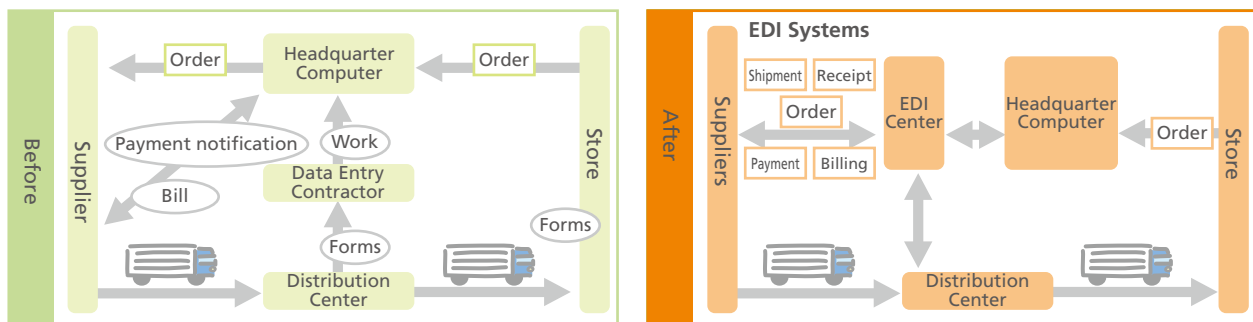 Before
Supplier
Order
Headquarter
Computer
Order
Payment notification
Work
Bill
Data Entry
Contractor
Forms
Forms
Distribution
Center
Store
After
EDI Systems
Suppliers
Shipment
Receipt
Order
Payment
Billing
EDI
Center
Headquarter
Computer
Order
Distribution
Center
Store